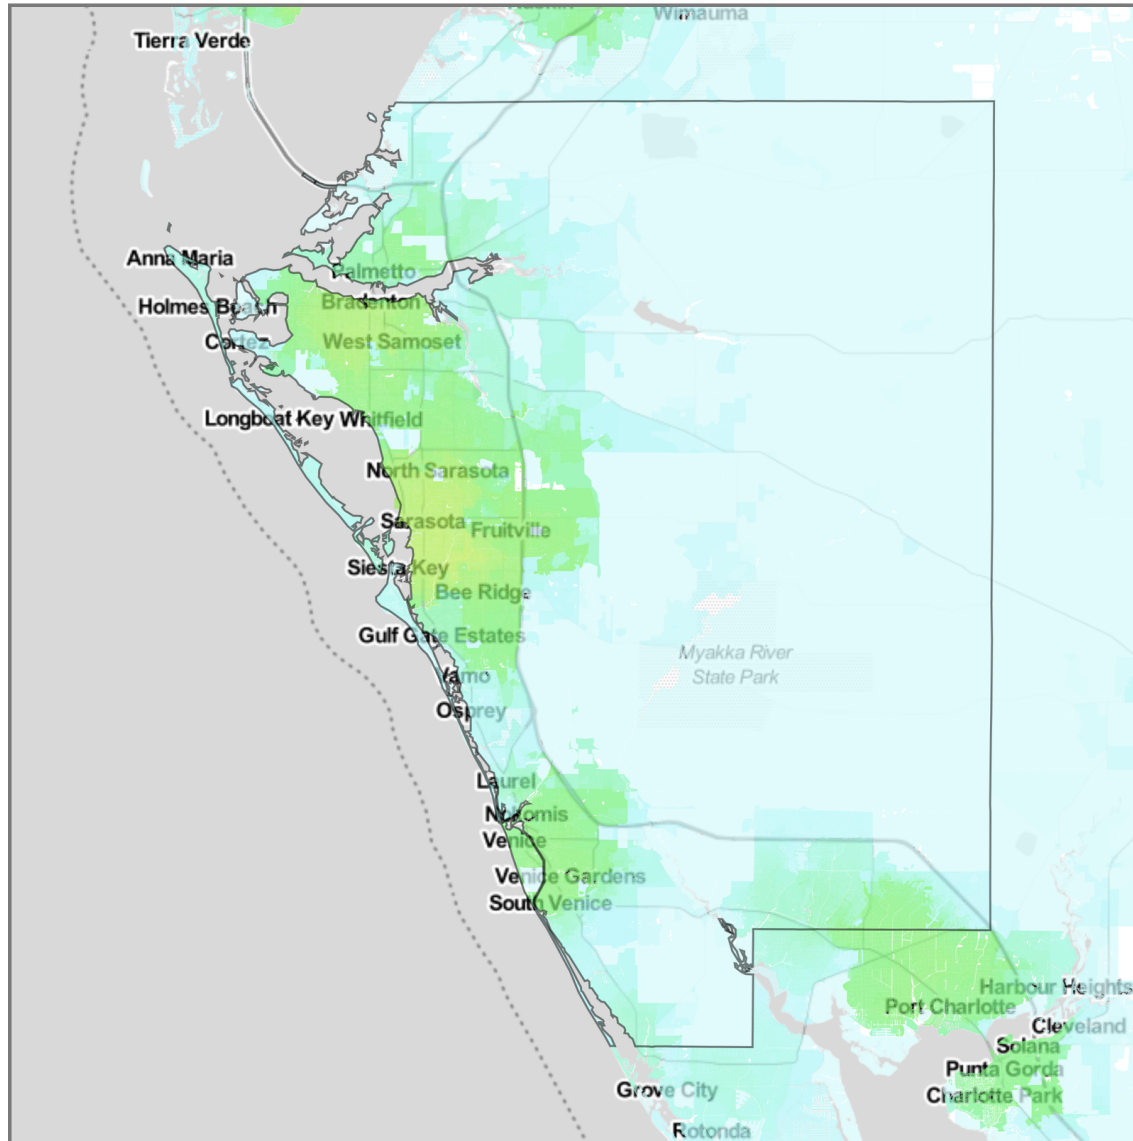 Wimauma
Tierra Verde
Anna Maria
Palmetto
Holmes Beach
Bradenton
Cortez
West Samoset
Longboat Key
Whitfield
North Sarasota
Sarasota
Fruitville
Siesta Key
Bee Ridge
Gulf Gate Estates
Myakka River
State Park
Vamo
Osprey
Laurel
Nokomis
Venice
Venice Gardens
South Venice
Harbour Heights
Port Charlotte
Cleveland
Solana
Punta Gorda
Grove City
Charlotte Park
Rotonda